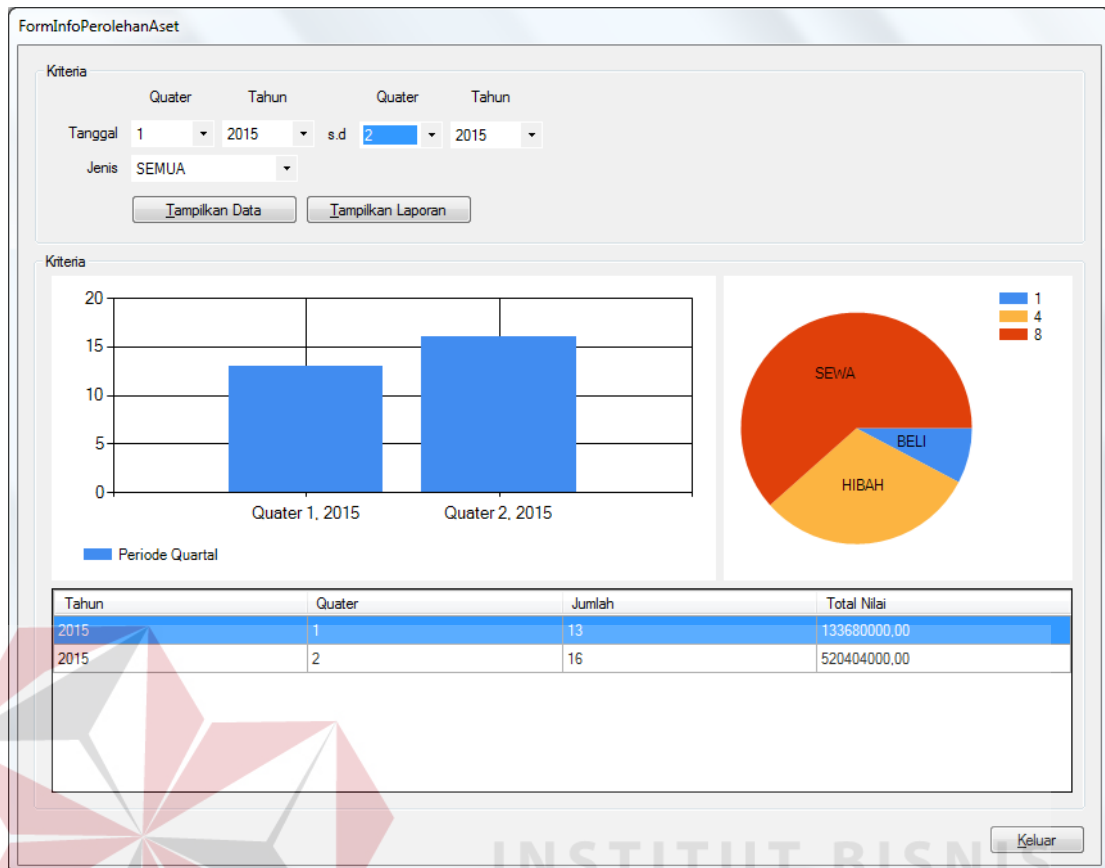 FormInfoPerolehanAset
Kriteria
Quater Tahun Quater Tahun
Tanggal 1 2015 s.d 2 2015
Jenis SEMUA
Tampilkan Data Tampilkan Laporan
Kriteria
20
15
10
5
0
Quater 1, 2015 Quater 2, 2015
Periode Quartal
1
4
8
SEWA
BELI
HIBAH
Tahun Quater Jumlah Total Nilai
2015 1 13 133680000,00
2015 2 16 520404000,00
Keluar
INSTITUT BISNIS